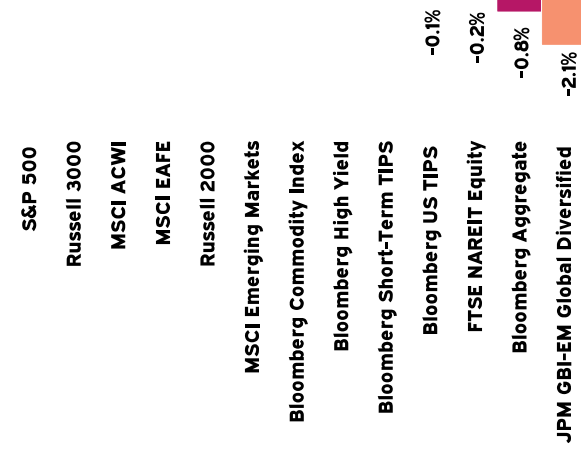 -0.1%
-0.2%
-0.8%
-2.1%
S&P 500
Russell 3000
MSCI ACWI
MSCI EAFE
Russell 2000
MSCI Emerging Markets
Bloomberg Commodity Index
Bloomberg High Yield
Bloomberg Short-Term TIPS
Bloomberg US TIPS
FTSE NAREIT Equity
Bloomberg Aggregate
JPM GBI-EM Global Diversified